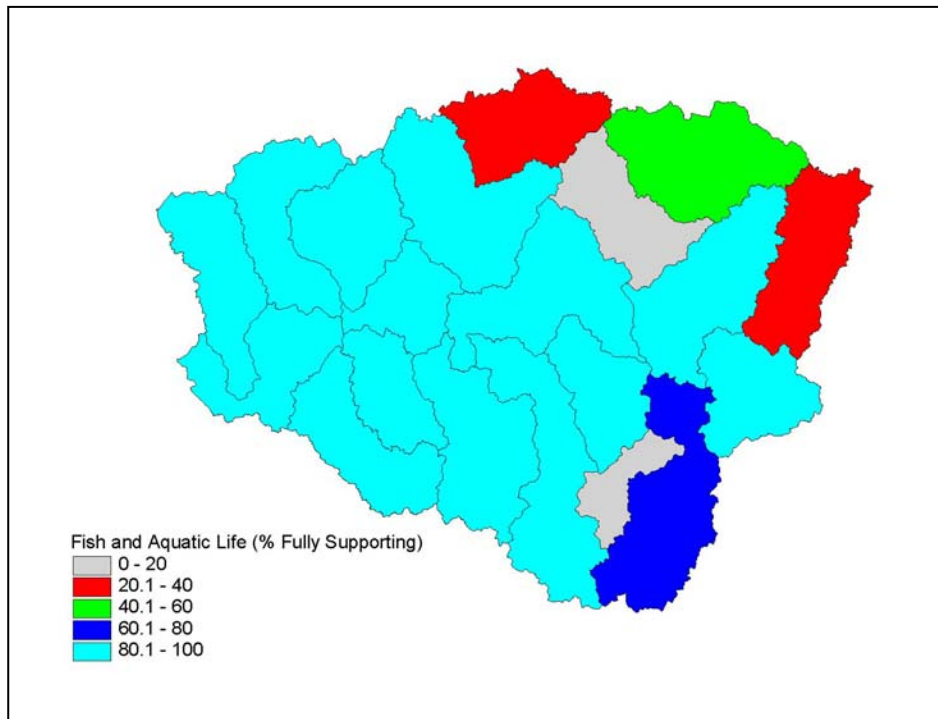 Fish and Aquatic Life (% Fully Supporting)
0 - 20
20.1 - 40
40.1 - 60
60.1 - 80
80.1 - 100